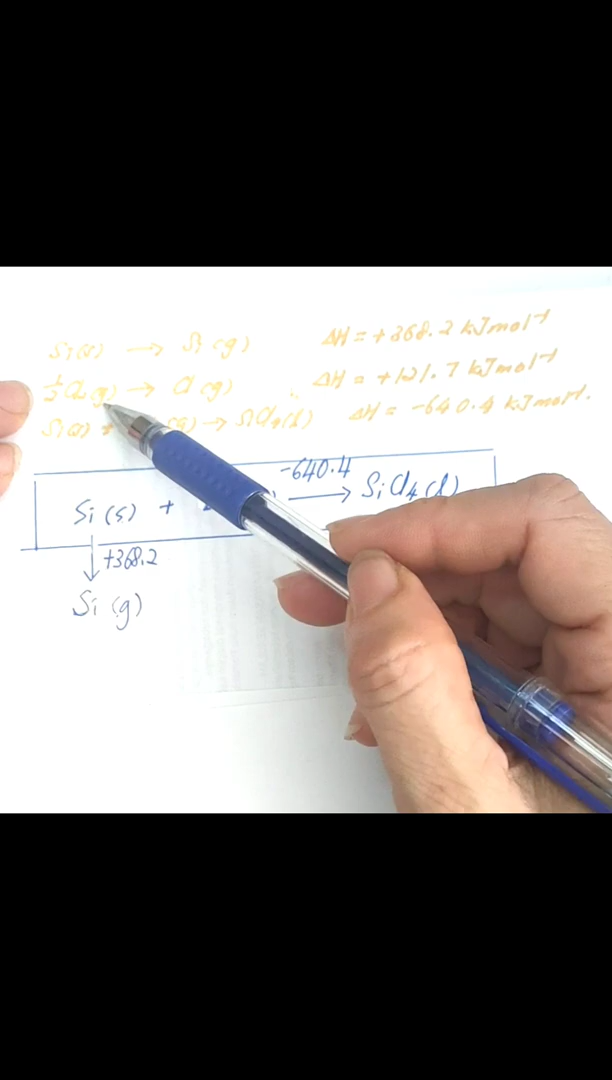 Si(s) → Si(g) ΔH = +368.2 kJmol⁻¹
½Cl₂(g) → Cl(g) ΔH = +121.7 kJmol⁻¹
Si(s) + (g) → SiCl₄(l) ΔH = -640.4 kJmol⁻¹.
-640.4
Si(s) + → SiCl₄(l)
↓ +368.2
Si(g)